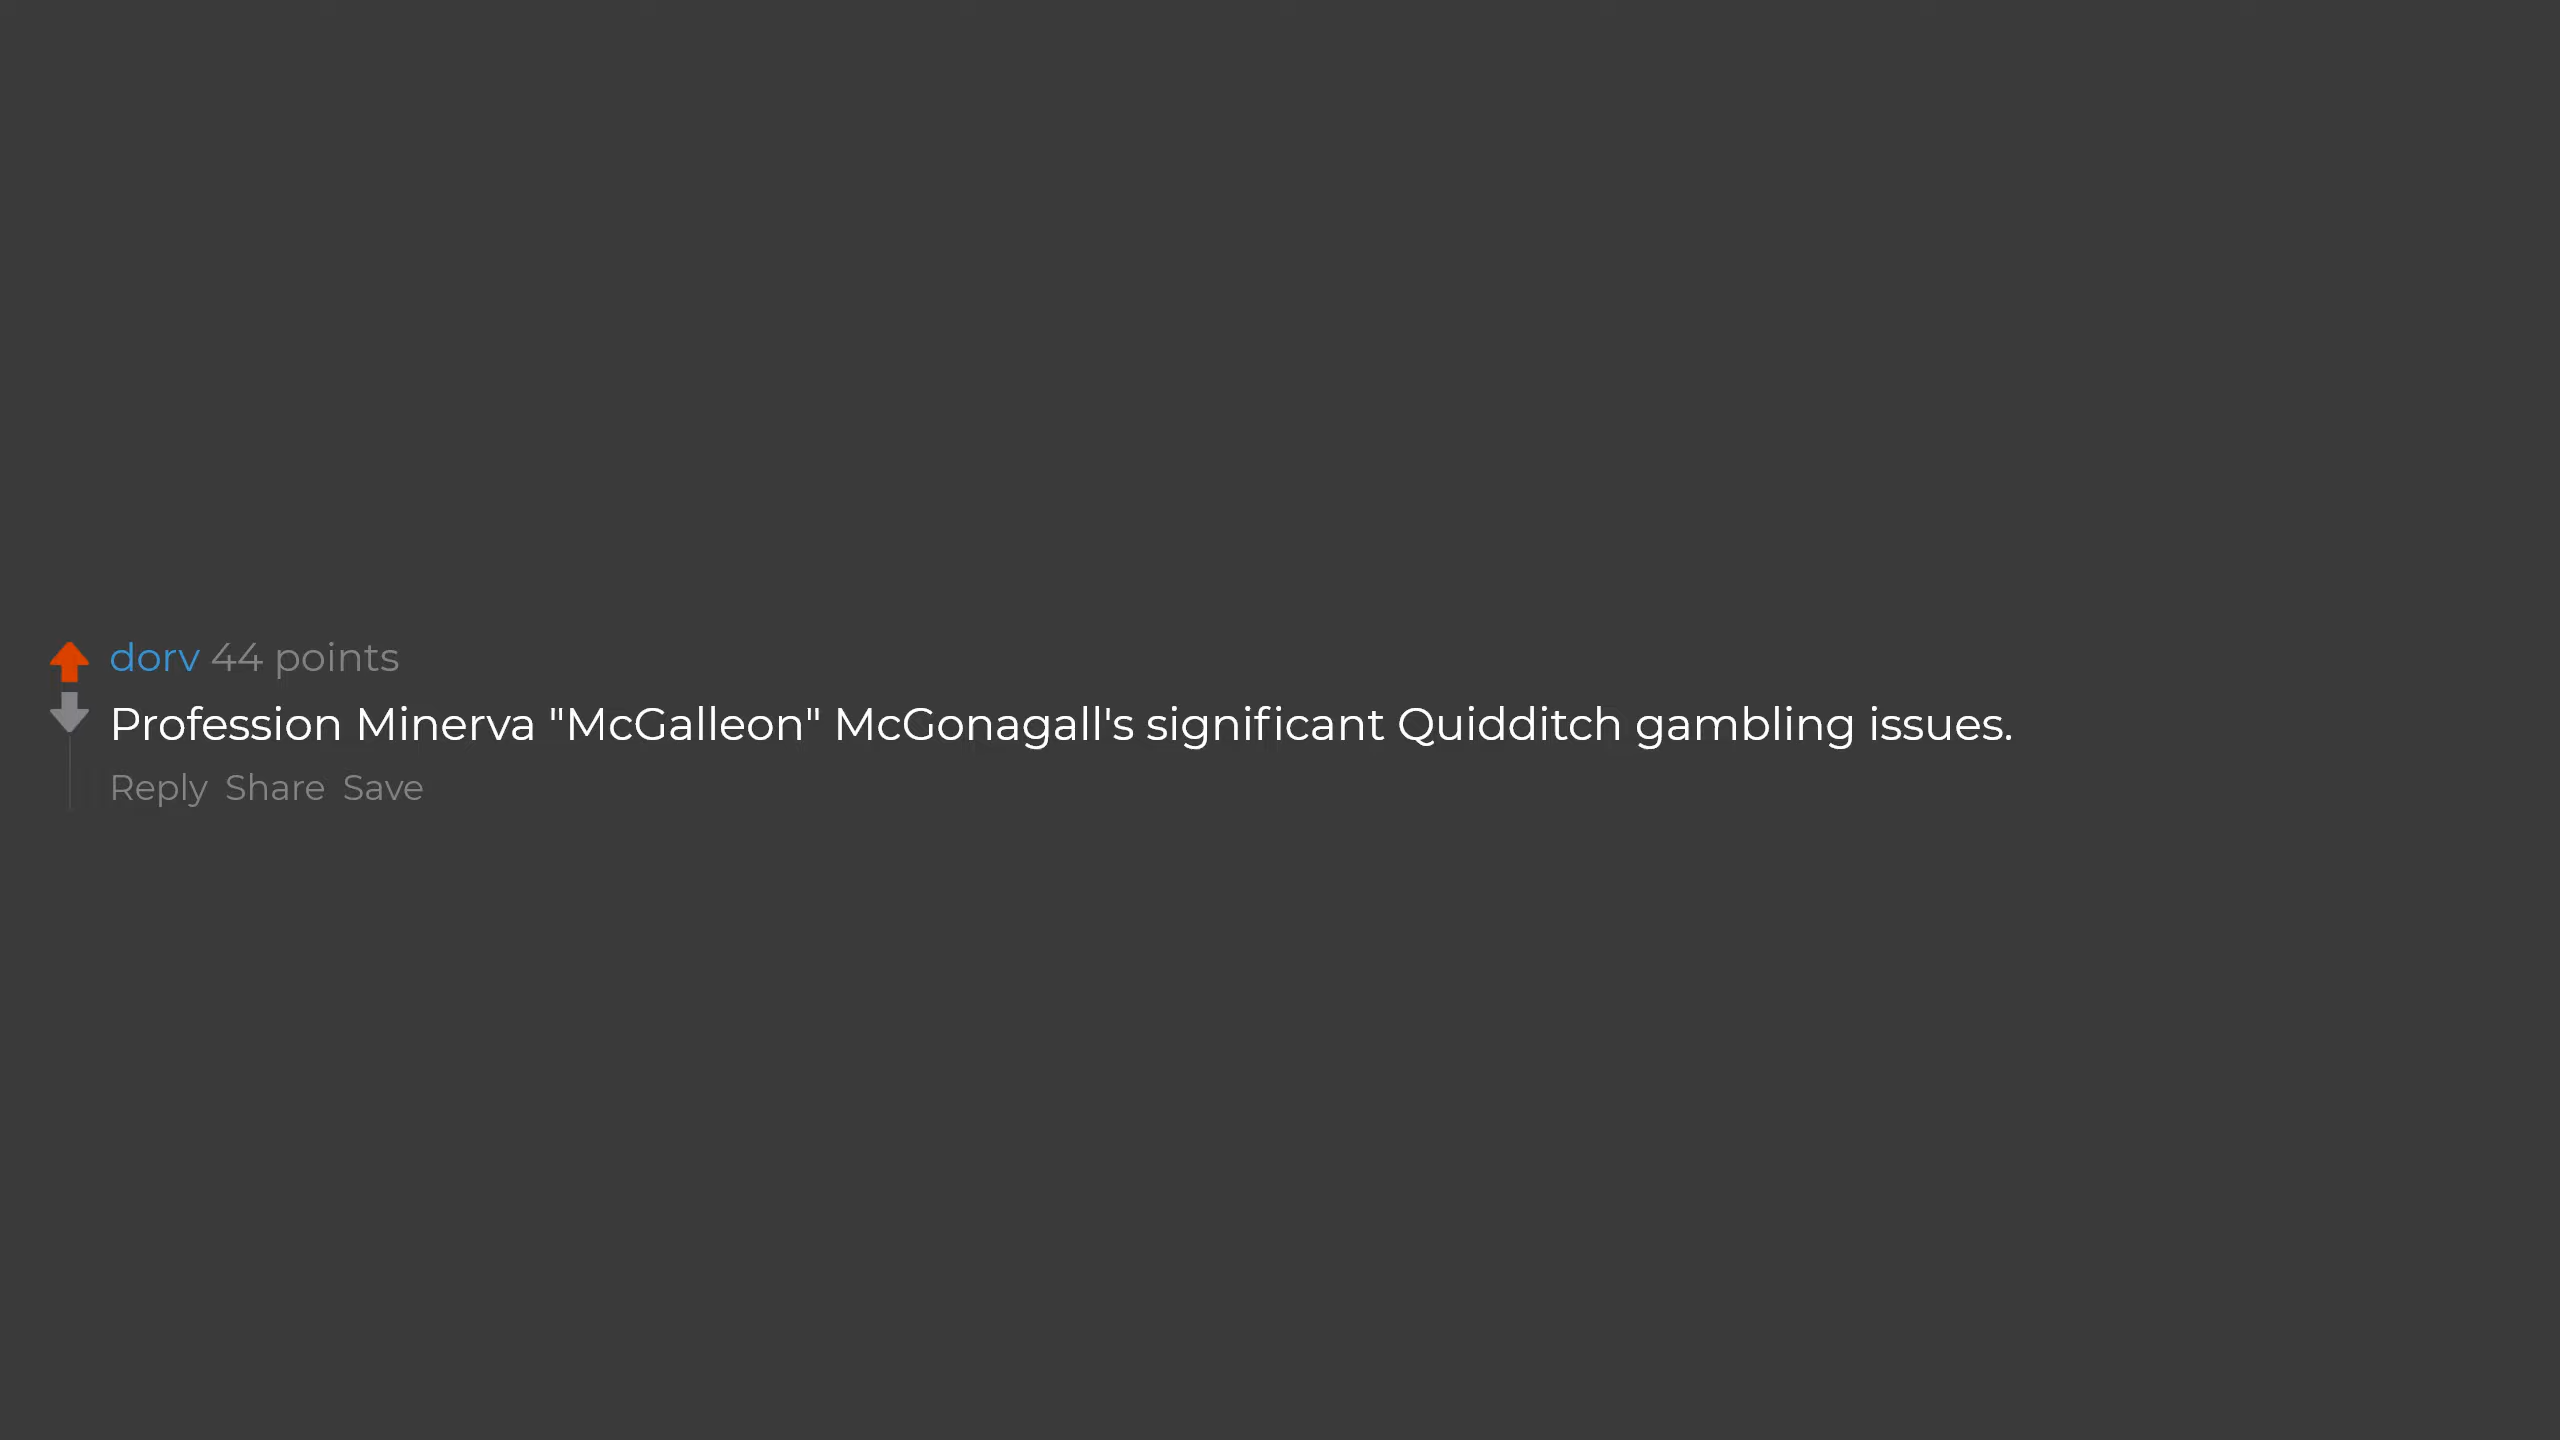 dorv 44 points
Profession Minerva "McGalleon" McGonagall's significant Quidditch gambling issues.
Reply Share Save